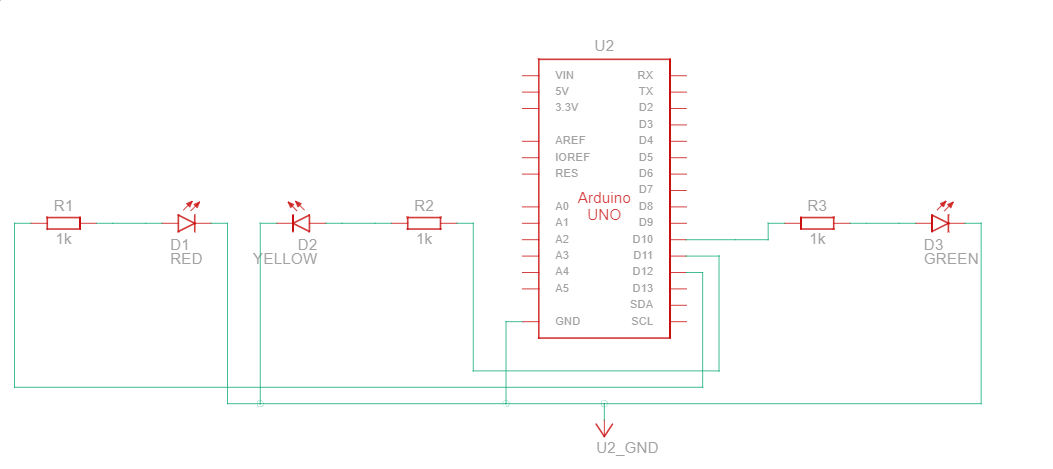 U2
VIN
RX
5V
TX
3.3V
D2
D3
AREF
D4
IOREF
D5
RES
D6
D7
Arduino
UNO
A0
D8
A1
D9
A2
D10
A3
D11
A4
D12
A5
D13
SDA
GND
SCL
R1
1k
D1
RED
D2
YELLOW
R2
1k
R3
1k
D3
GREEN
U2_GND